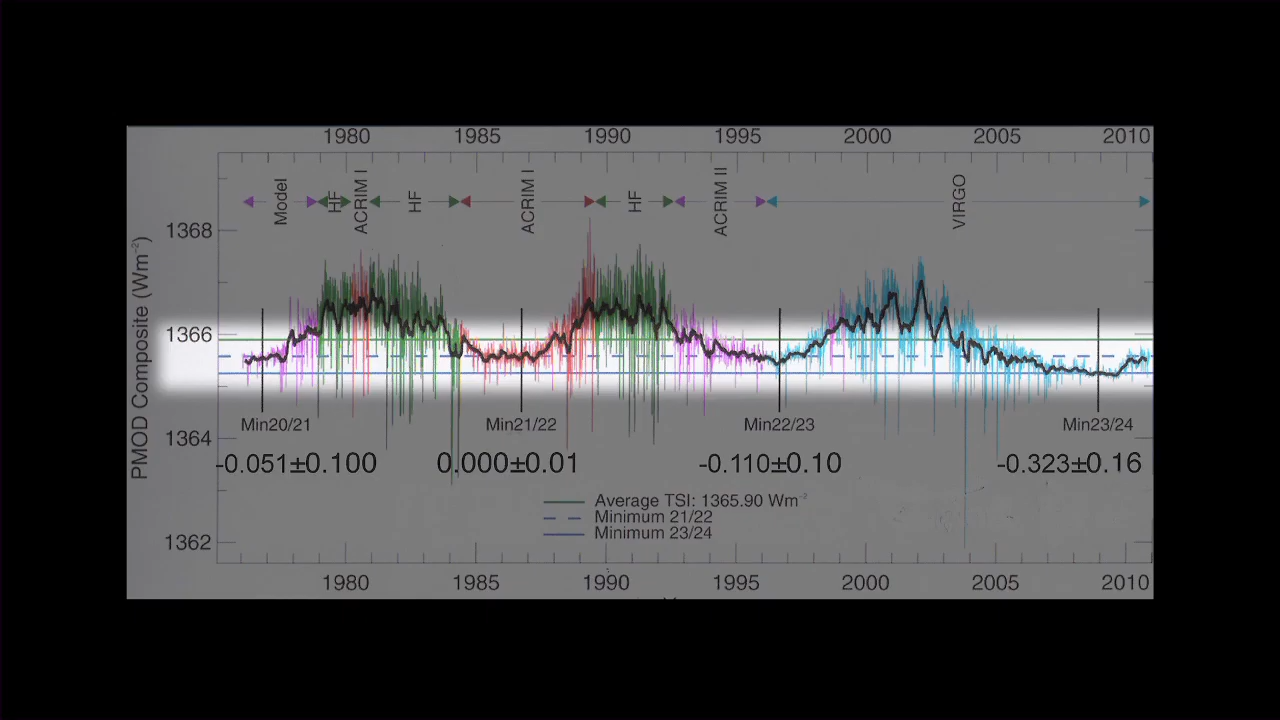 1980 1985 1990 1995 2000 2005 2010
Model HF ACRIM I HF ACRIM I HF ACRIM II VIRGO
PMOD Composite (Wm⁻²)
1368
1366
1364
1362
Min20/21 Min21/22 Min22/23 Min23/24
-0.051±0.100 0.000±0.01 -0.110±0.10 -0.323±0.16
Average TSI: 1365.90 Wm⁻²
Minimum 21/22
Minimum 23/24
1980 1985 1990 1995 2000 2005 2010